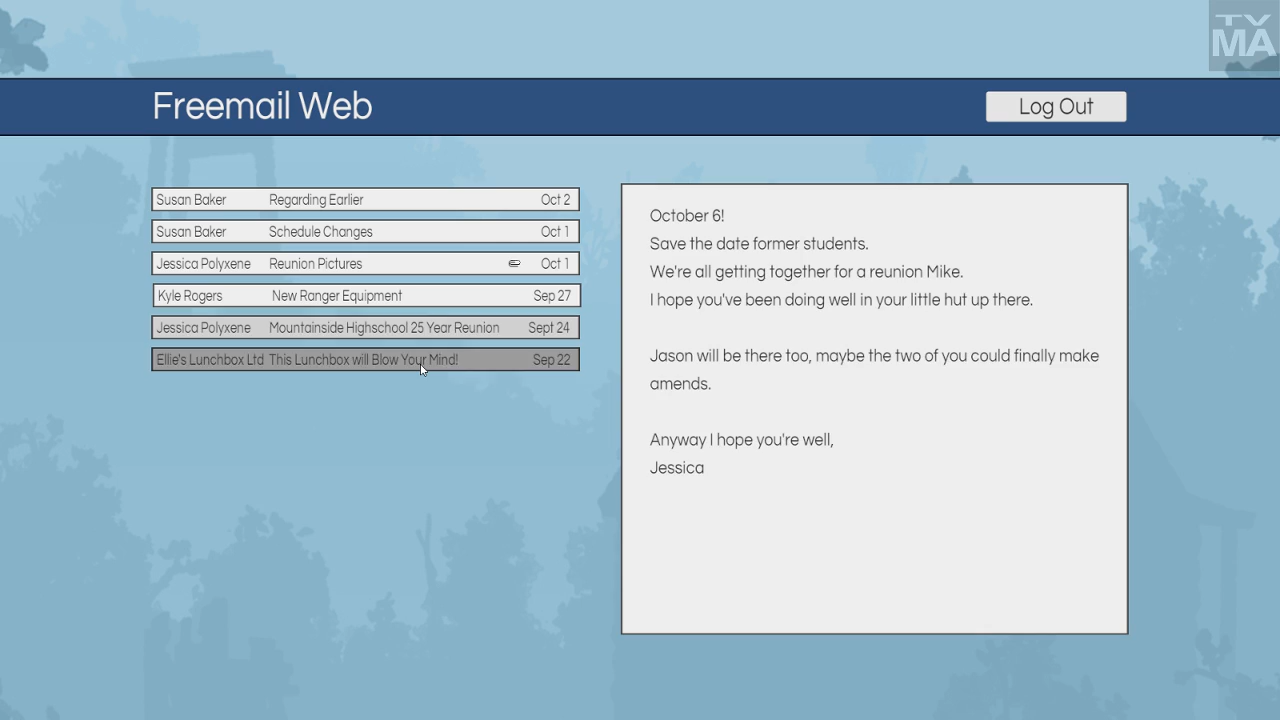 TV
MA
Freemail Web
Log Out
Susan Baker Regarding Earlier Oct 2
Susan Baker Schedule Changes Oct 1
Jessica Polyxene Reunion Pictures Oct 1
Kyle Rogers New Ranger Equipment Sep 27
Jessica Polyxene Mountainside Highschool 25 Year Reunion Sept 24
Ellie's Lunchbox Ltd This Lunchbox will Blow Your Mind! Sep 22
October 6!
Save the date former students.
We're all getting together for a reunion Mike.
I hope you've been doing well in your little hut up there.
Jason will be there too, maybe the two of you could finally make
amends.
Anyway I hope you're well,
Jessica